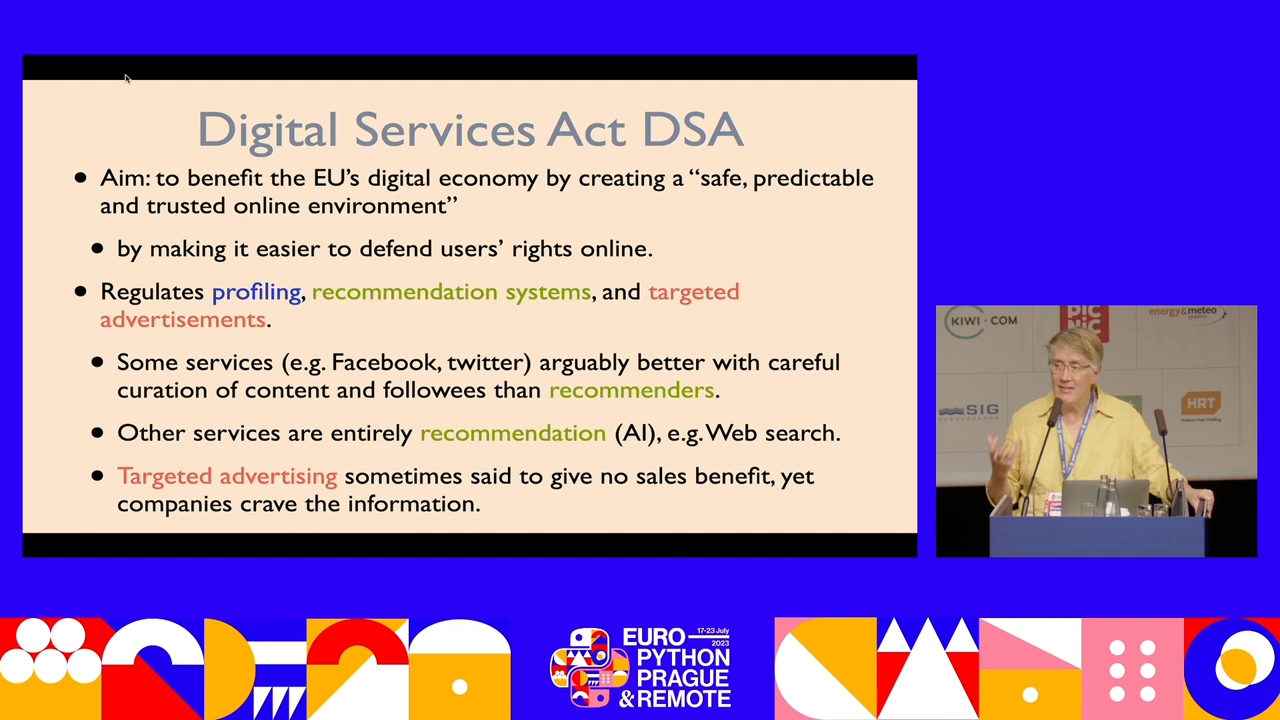 Digital Services Act DSA
• Aim: to benefit the EU's digital economy by creating a “safe, predictable
and trusted online environment”
• by making it easier to defend users' rights online.
• Regulates profiling, recommendation systems, and targeted
advertisements.
• Some services (e.g. Facebook, twitter) arguably better with careful
curation of content and followees than recommenders.
• Other services are entirely recommendation (AI), e.g. Web search.
• Targeted advertising sometimes said to give no sales benefit, yet
companies crave the information.
KIWI•COM
PIC
NIC
energy & meteo
systems
SIG
HRT
EURO
17-23 July
2023
PYTHON
PRAGUE
& REMOTE